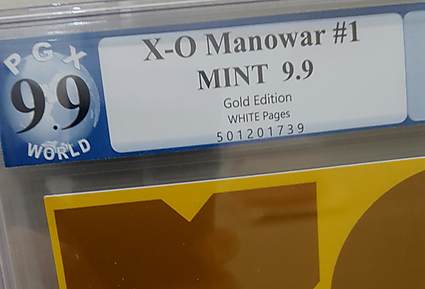 PGX
9.9
WORLD
X-O Manowar #1
MINT 9.9
Gold Edition
WHITE Pages
501201739